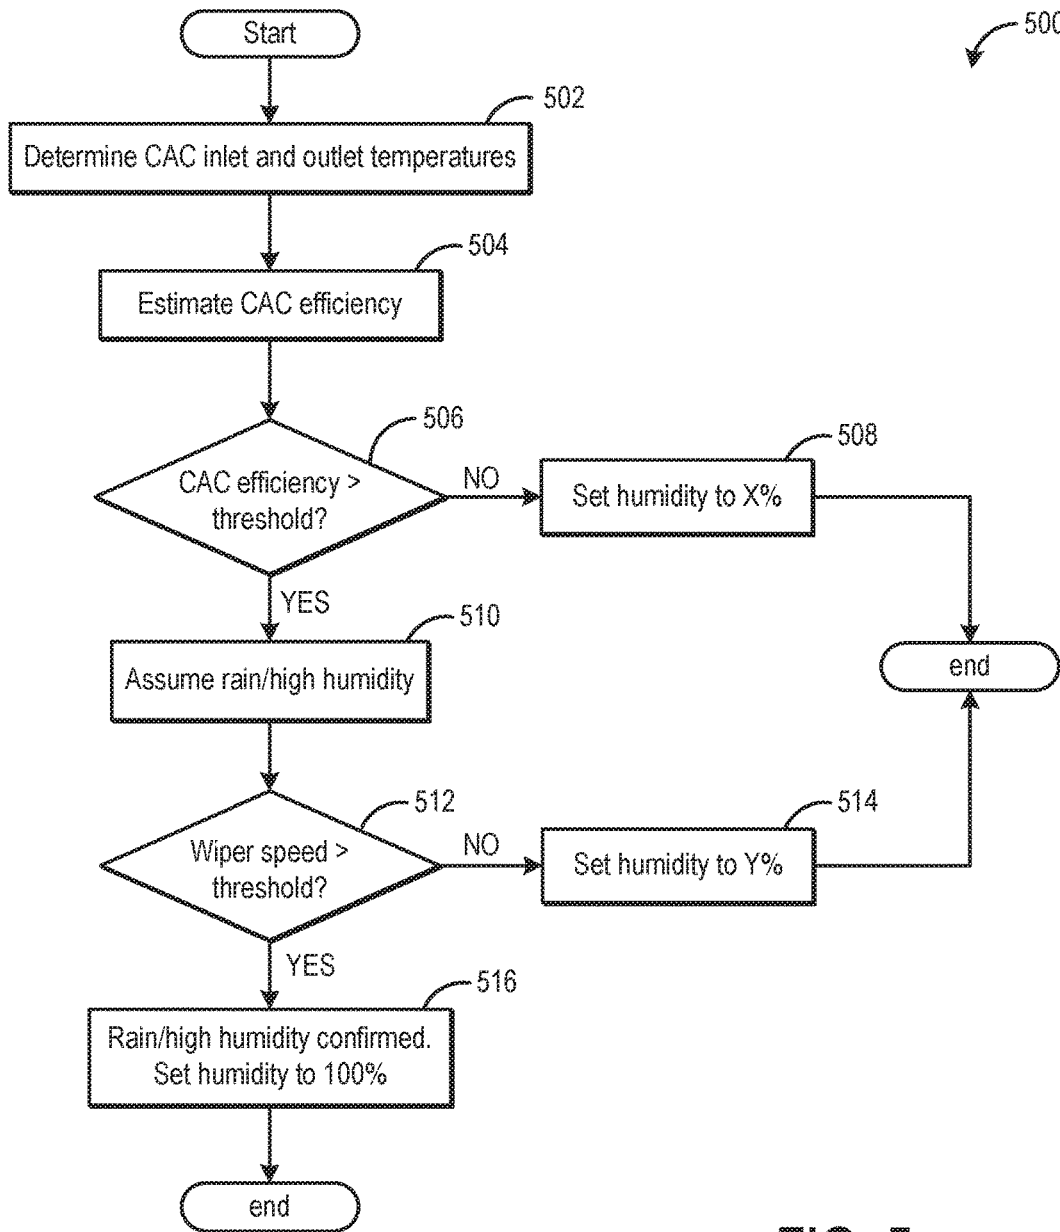 Start
500
502
Determine CAC inlet and outlet temperatures
504
Estimate CAC efficiency
506
CAC efficiency >
threshold?
NO
508
Set humidity to X%
YES
510
Assume rain/high humidity
end
512
Wiper speed >
threshold?
NO
514
Set humidity to Y%
YES
516
Rain/high humidity confirmed.
Set humidity to 100%
end